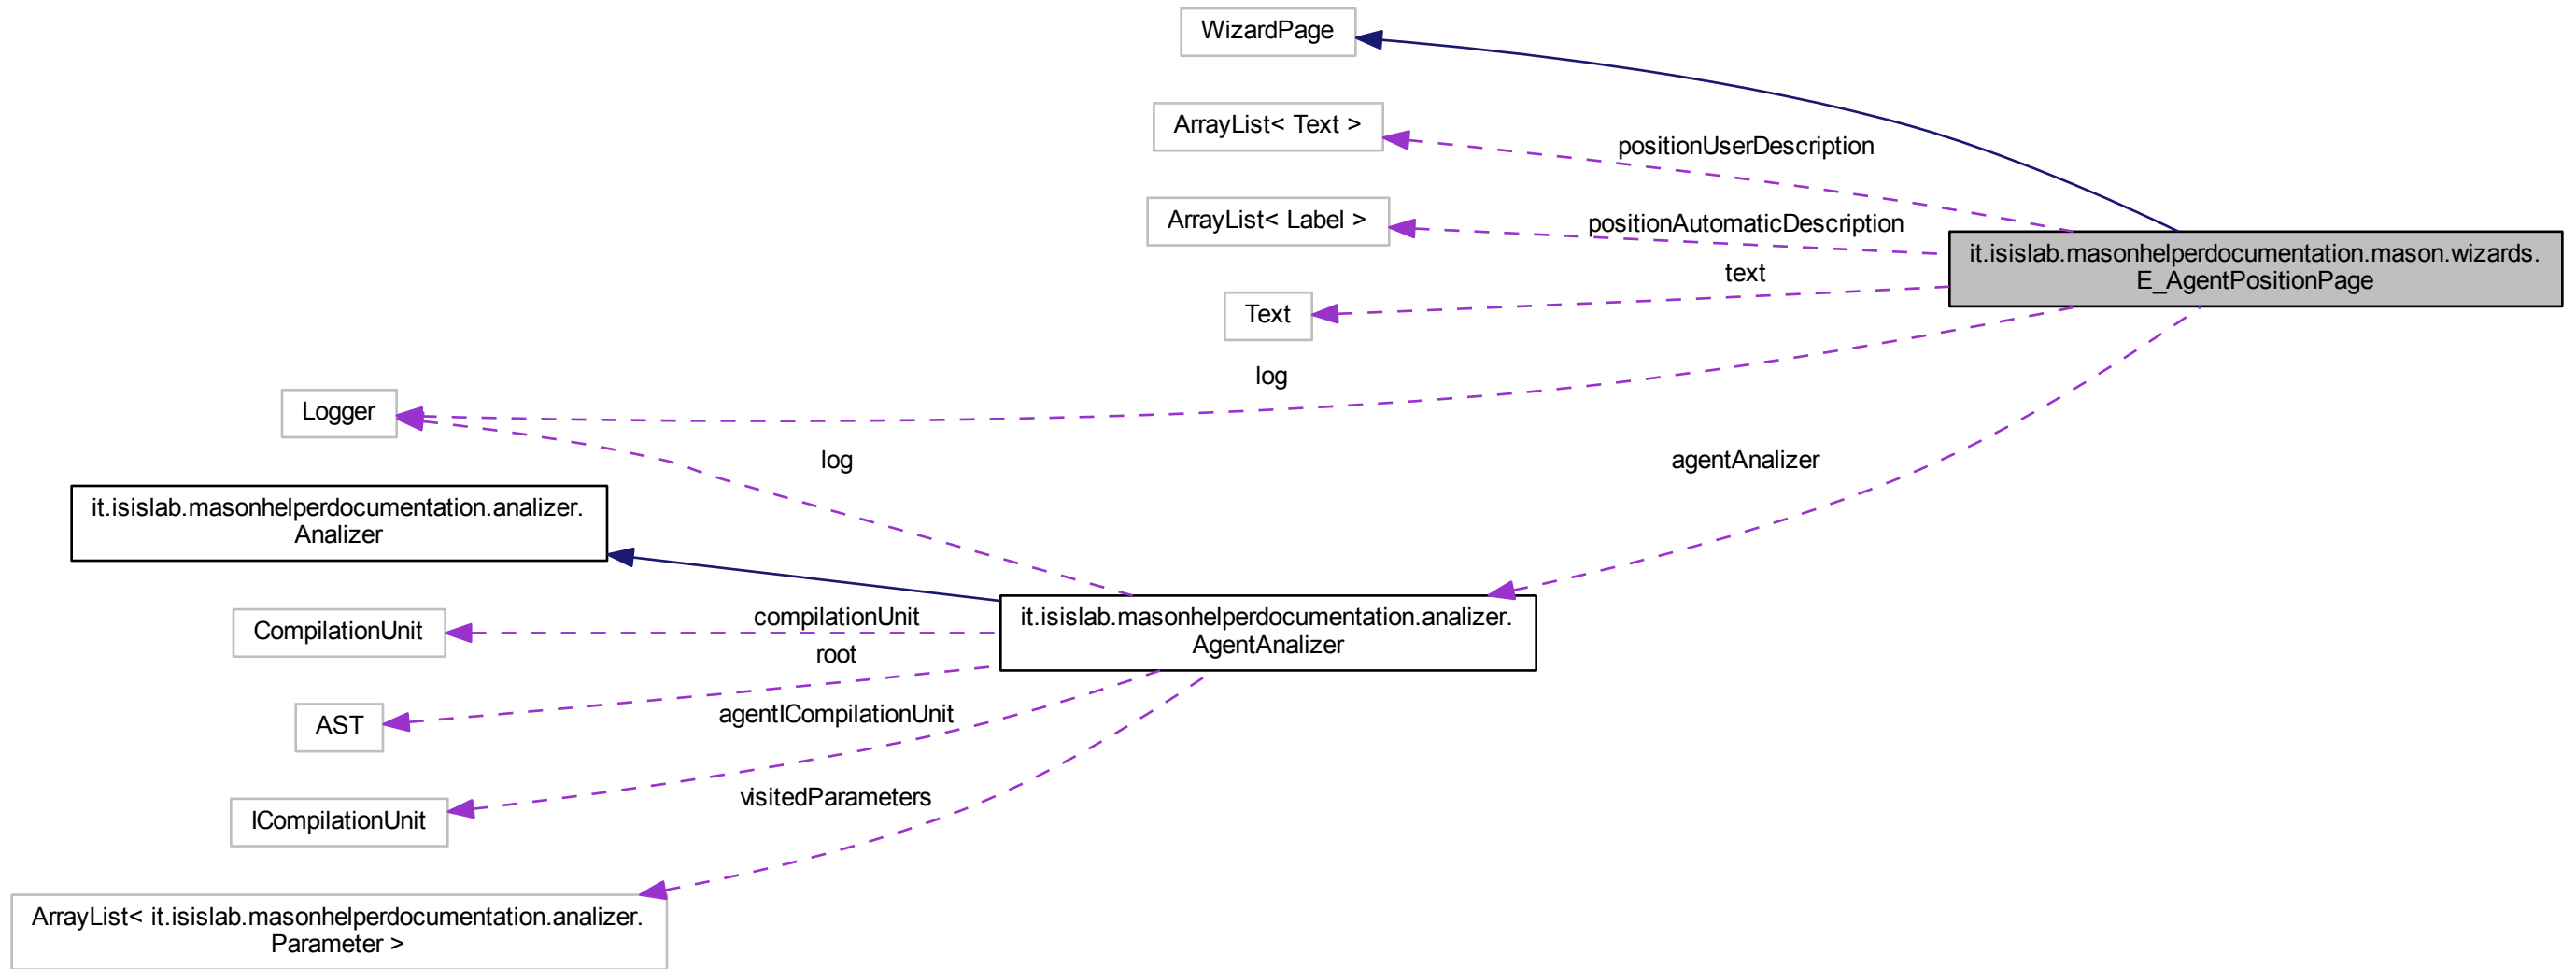 WizardPage
ArrayList< Text >
positionUserDescription
ArrayList< Label >
positionAutomaticDescription
it.isislab.masonhelperdocumentation.mason.wizards.
E_AgentPositionPage
text
Text
log
Logger
log
agentAnalizer
it.isislab.masonhelperdocumentation.analizer.
Analizer
compilationUnit
CompilationUnit
it.isislab.masonhelperdocumentation.analizer.
AgentAnalizer
root
AST
agentICompilationUnit
ICompilationUnit
visitedParameters
ArrayList< it.isislab.masonhelperdocumentation.analizer.
Parameter >